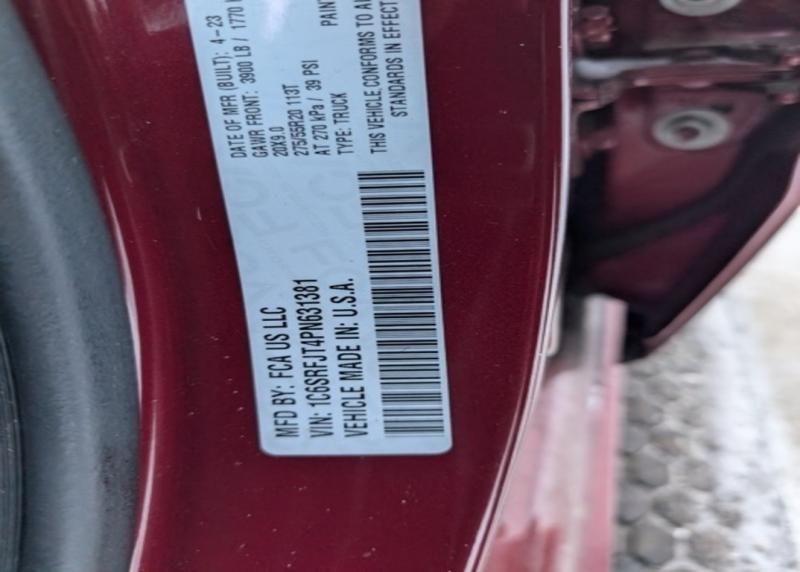 MFD BY: FCA US LLC
DATE OF MFR (BUILT): 4-23
GAWR FRONT: 3900 LB / 1770
20X9.0
275/55R20 113T
AT 270 kPa / 39 PSI
TYPE: TRUCK
PAINT
VIN: 1C6SRFJT4PN631381
VEHICLE MADE IN: U.S.A.
THIS VEHICLE CONFORMS TO
STANDARDS IN EFFECT